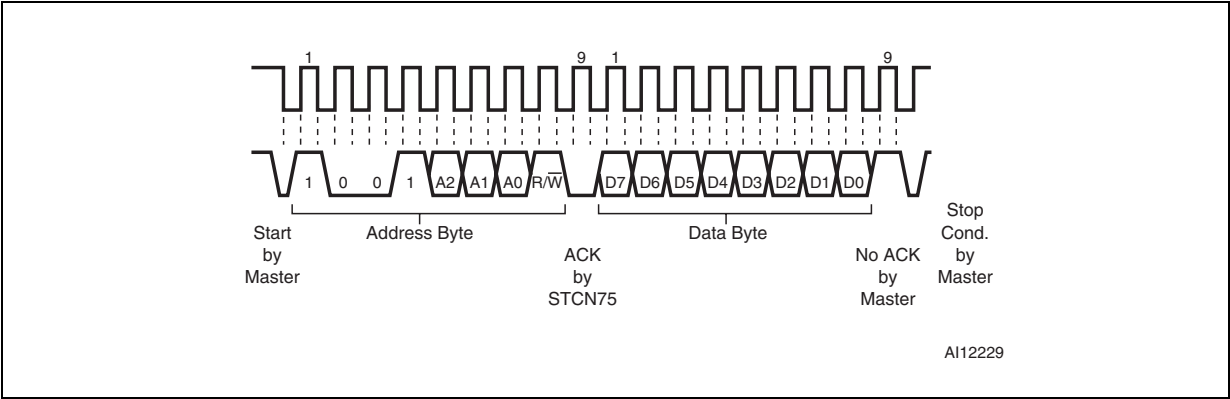 1 9 1 9
1 0 0 1 A2 A1 A0 R/W̅ D7 D6 D5 D4 D3 D2 D1 D0
Start
by
Master
Address Byte
ACK
by
STCN75
Data Byte
No ACK
by
Master
Stop
Cond.
by
Master
AI12229